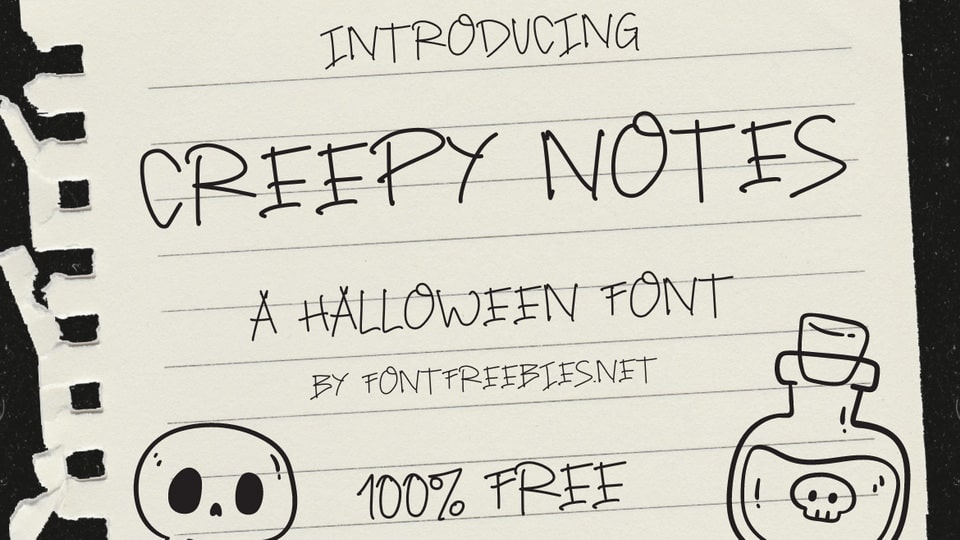 INTRODUCING
CREEPY NOTES
A HALLOWEEN FONT
BY FONTFREEBIES.NET
100% FREE